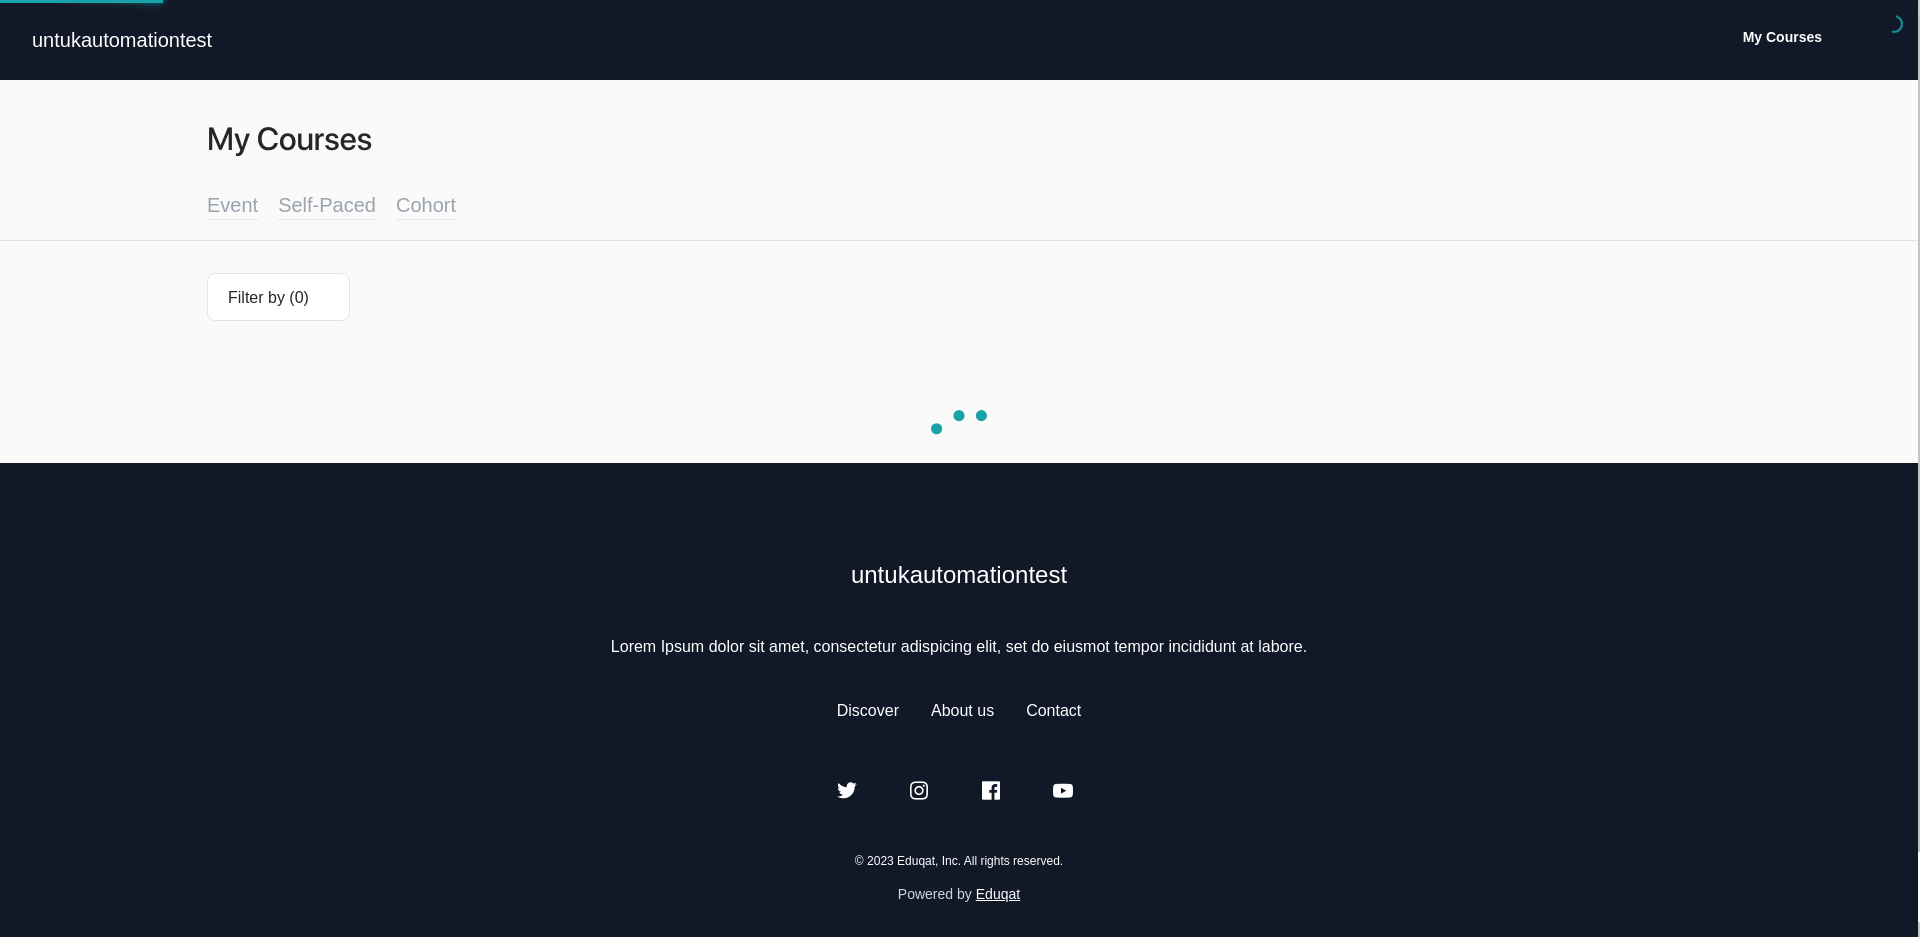 untukautomationtest
My Courses
My Courses
Event Self-Paced Cohort
Filter by (0)
untukautomationtest
Lorem Ipsum dolor sit amet, consectetur adispicing elit, set do eiusmot tempor incididunt at labore.
Discover About us Contact
© 2023 Eduqat, Inc. All rights reserved.
Powered by Eduqat